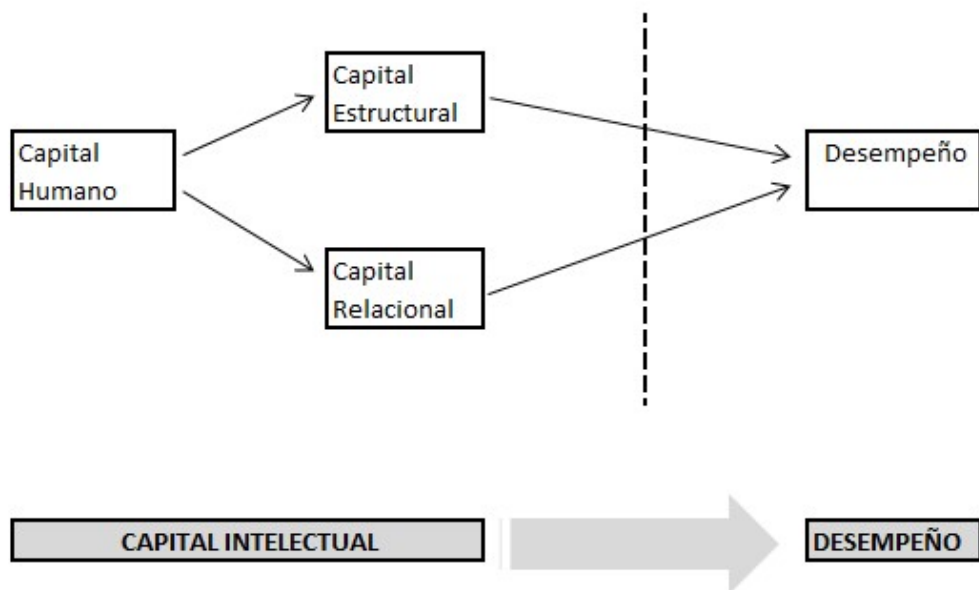 Capital
Estructural
Capital
Humano
Desempeño
Capital
Relacional
CAPITAL INTELECTUAL
DESEMPEÑO